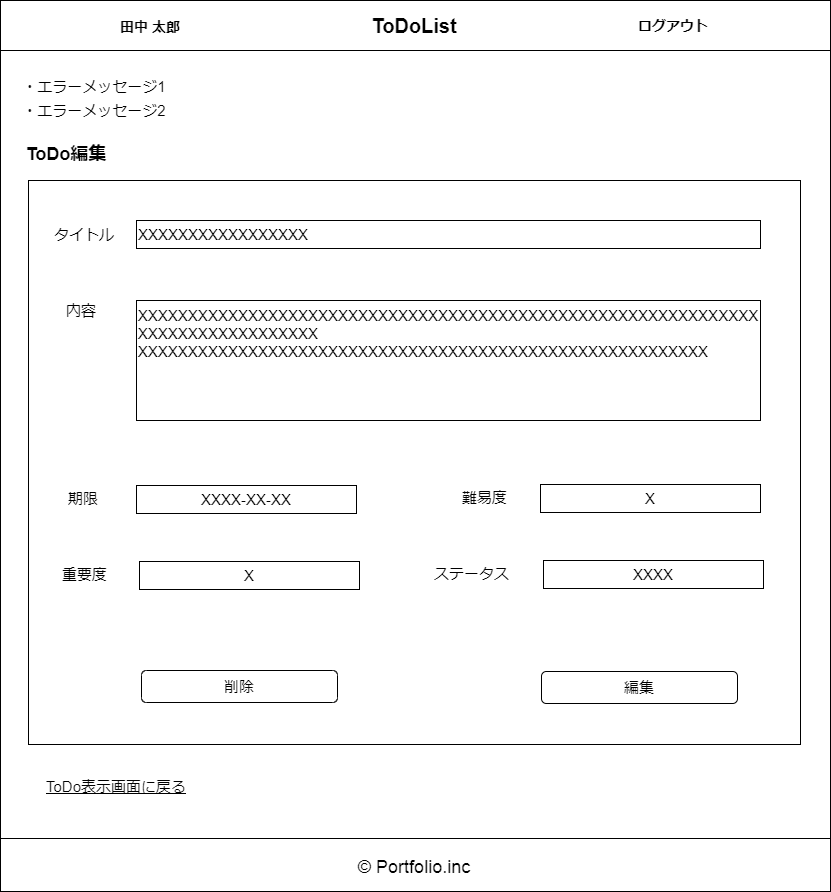 田中 太郎
ToDoList
ログアウト
・エラーメッセージ1
・エラーメッセージ2
ToDo編集
タイトル
XXXXXXXXXXXXXXXXX
内容
XXXXXXXXXXXXXXXXXXXXXXXXXXXXXXXXXXXXXXXXXXXXXXXXXXXXXXXXXXXXXX
XXXXXXXXXXXXXXXXXX
XXXXXXXXXXXXXXXXXXXXXXXXXXXXXXXXXXXXXXXXXXXXXXXXXXXXXXXXX
期限
XXXX-XX-XX
難易度
X
重要度
X
ステータス
XXXX
削除
編集
ToDo表示画面に戻る
© Portfolio.inc